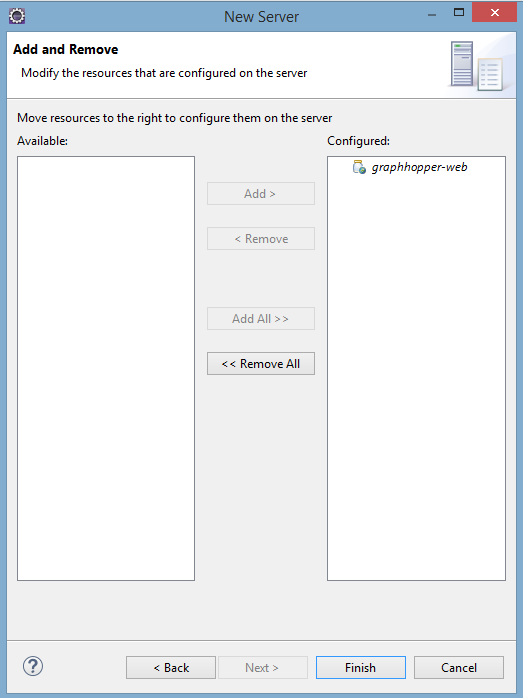 New Server
Add and Remove
Modify the resources that are configured on the server
Move resources to the right to configure them on the server
Available:
Configured:
graphhopper-web
Add >
< Remove
Add All >>
<< Remove All
?
< Back
Next >
Finish
Cancel